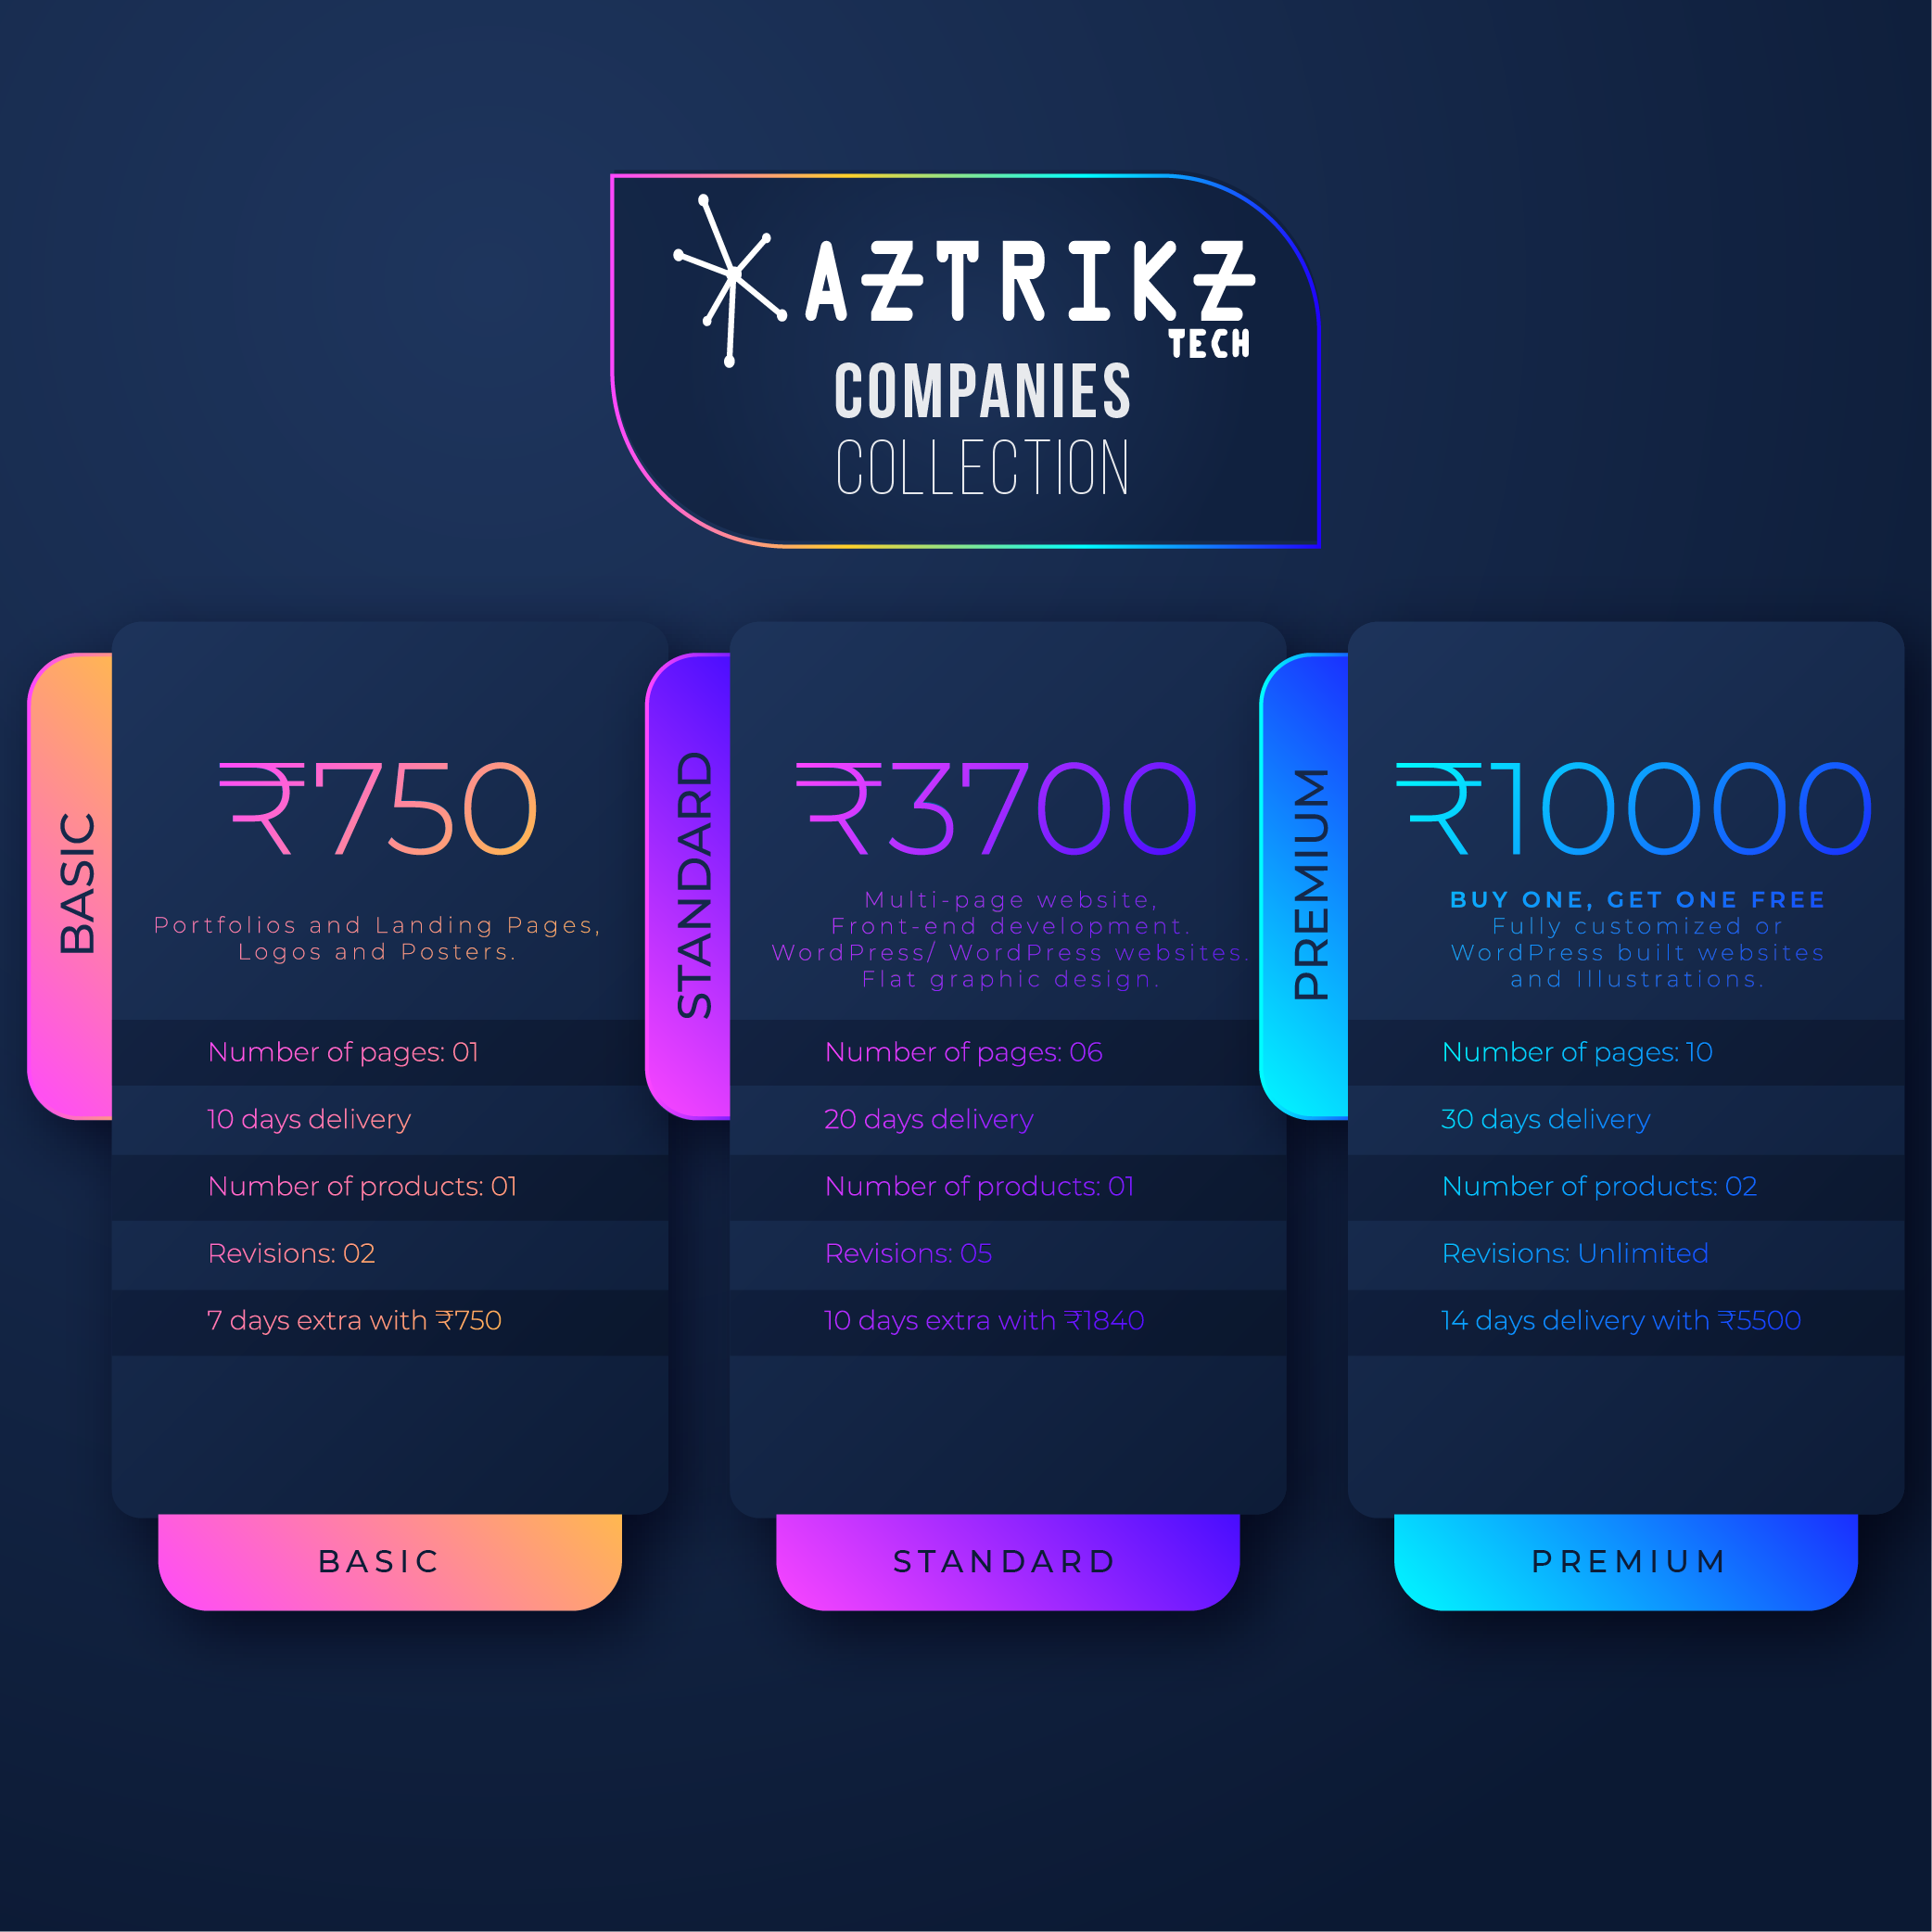 AZTRIKZ
TECH
COMPANIES
COLLECTION
BASIC
₹750
Portfolios and Landing Pages,
Logos and Posters.
Number of pages: 01
10 days delivery
Number of products: 01
Revisions: 02
7 days extra with ₹750
BASIC
STANDARD
₹3700
Multi-page website,
Front-end development.
WordPress/ WordPress websites.
Flat graphic design.
Number of pages: 06
20 days delivery
Number of products: 01
Revisions: 05
10 days extra with ₹1840
STANDARD
PREMIUM
₹10000
BUY ONE, GET ONE FREE
Fully customized or
WordPress built websites
and Illustrations.
Number of pages: 10
30 days delivery
Number of products: 02
Revisions: Unlimited
14 days delivery with ₹5500
PREMIUM